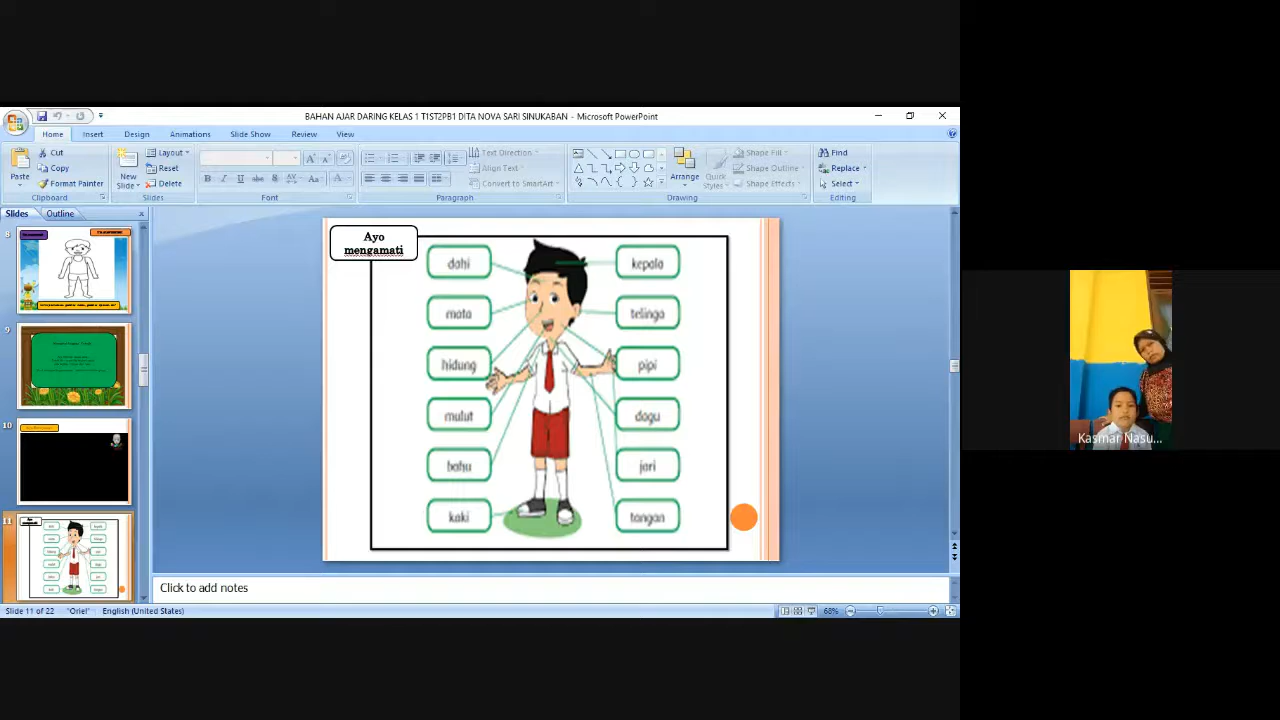 BAHAN AJAR DARING KELAS 1 T1ST2PB1 DITA NOVA SARI SINUKABAN - Microsoft PowerPoint
Home Insert Design Animations Slide Show Review View
Paste
Cut
Copy
Format Painter
Clipboard
New Slide
Layout
Reset
Delete
Slides
Font
Text Direction
Align Text
Convert to SmartArt
Paragraph
Arrange
Quick Styles
Shape Fill
Shape Outline
Shape Effects
Drawing
Find
Replace
Select
Editing
Slides Outline
8
9
10
11
Ayo
mengamati
dahi
mata
hidung
mulut
bahu
kaki
kepala
telinga
pipi
dagu
jari
tangan
Click to add notes
Slide 11 of 22 "Oriel" English (United States)
68%
Kasmar Nasu...